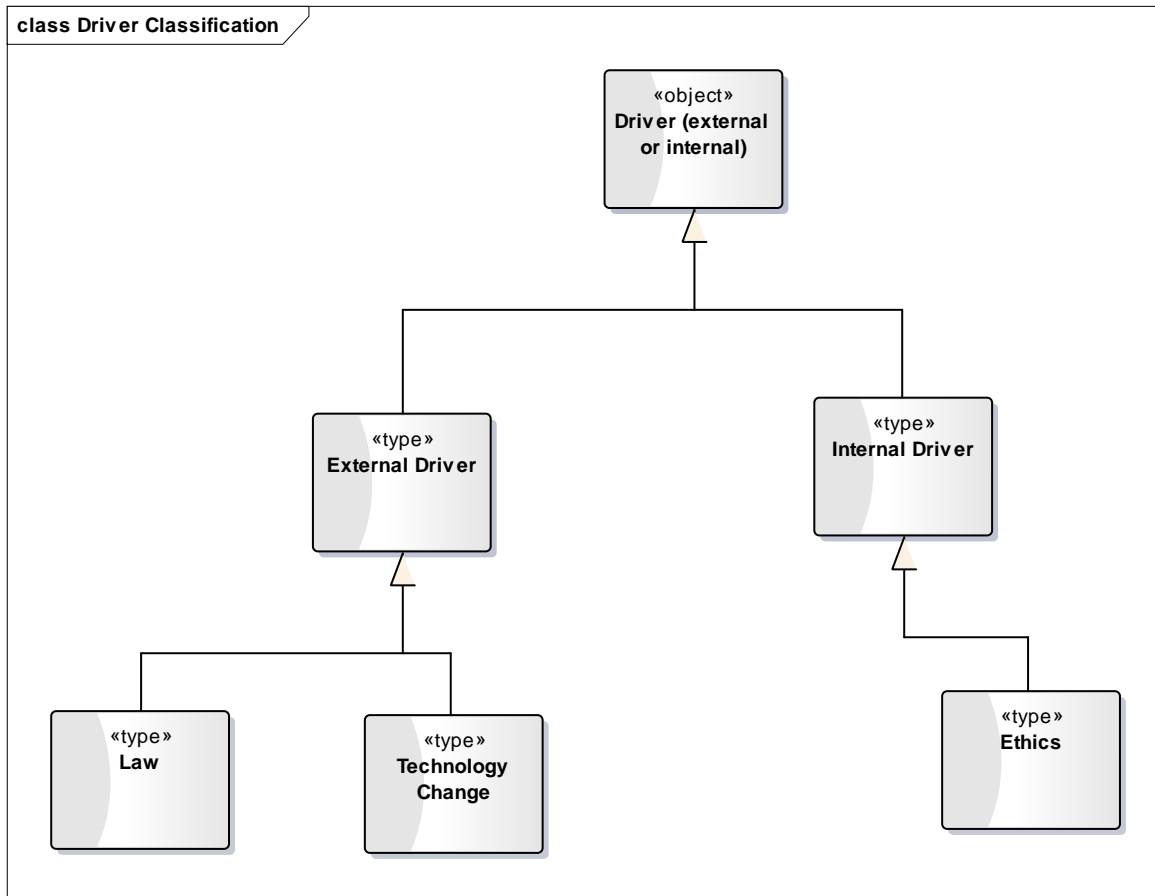 class Driver Classification
«object»
Driver (external
or internal)
«type»
External Driver
«type»
Internal Driver
«type»
Law
«type»
Technology
Change
«type»
Ethics